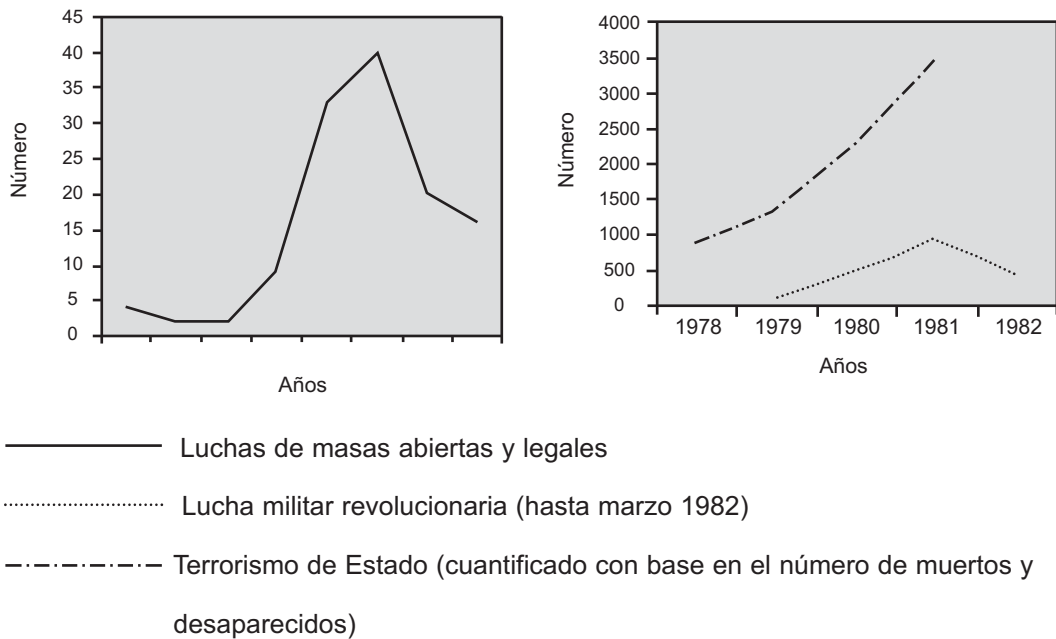 45
40
35
30
25
20
15
10
5
0
Número
Años
4000
3500
3000
2500
2000
1500
1000
500
0
Número
1978 1979 1980 1981 1982
Años
Luchas de masas abiertas y legales
Lucha militar revolucionaria (hasta marzo 1982)
Terrorismo de Estado (cuantificado con base en el número de muertos y
desaparecidos)